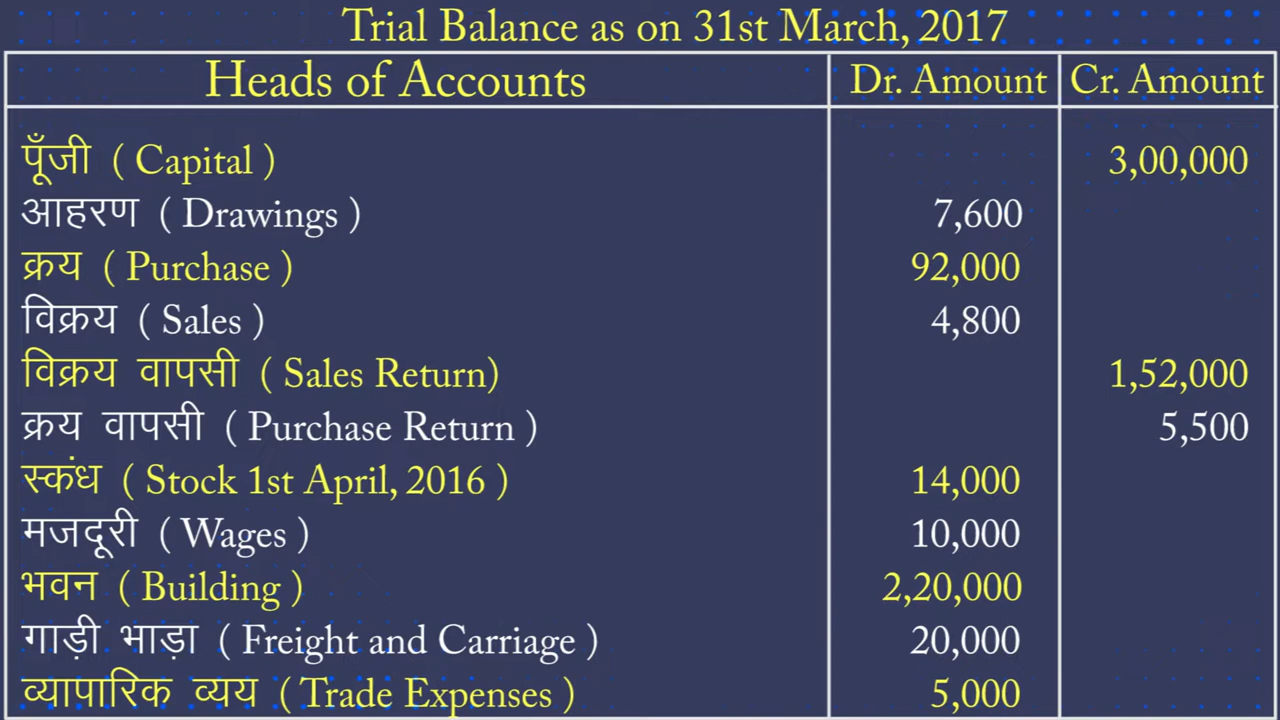 Trial Balance as on 31st March, 2017
Heads of Accounts Dr. Amount Cr. Amount
पूँजी ( Capital ) 3,00,000
आहरण ( Drawings ) 7,600
क्रय ( Purchase ) 92,000
विक्रय ( Sales ) 4,800
विक्रय वापसी ( Sales Return) 1,52,000
क्रय वापसी ( Purchase Return ) 5,500
स्कंध ( Stock 1st April, 2016 ) 14,000
मजदूरी ( Wages ) 10,000
भवन ( Building ) 2,20,000
गाड़ी भाड़ा ( Freight and Carriage ) 20,000
व्यापारिक व्यय ( Trade Expenses ) 5,000